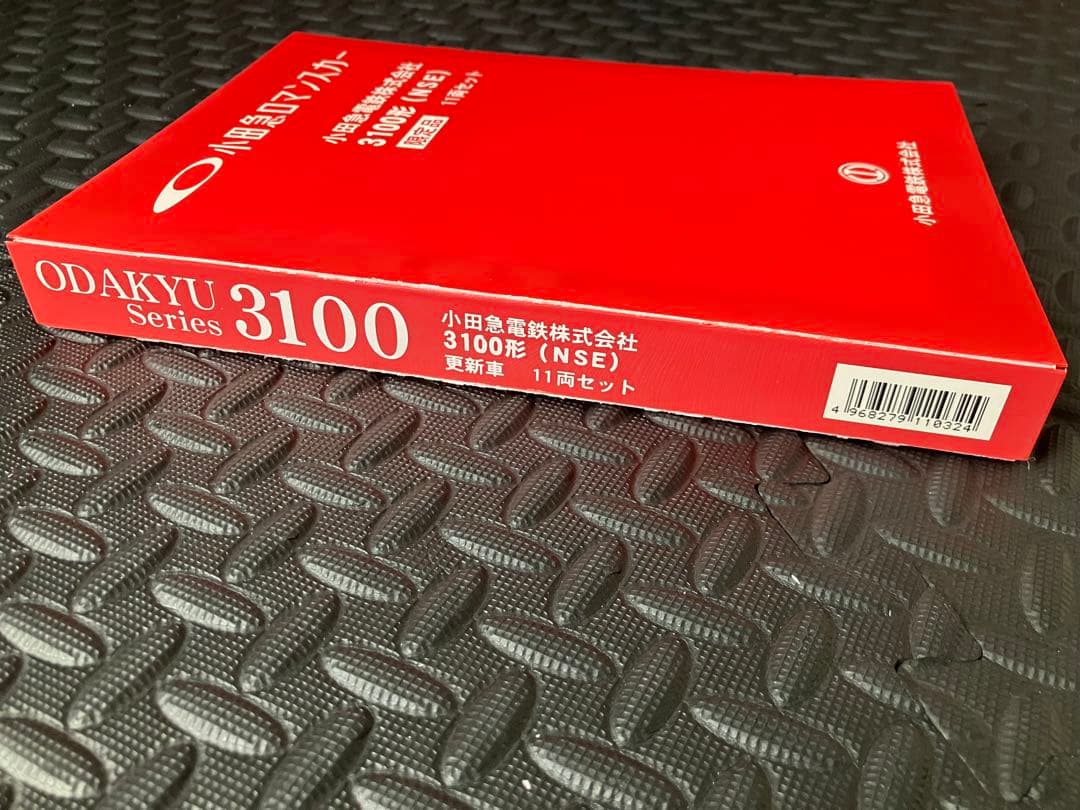 小田急ロマンスカー
小田急電鉄株式会社
3100形(NSE)
限定品 11両セット
小田急電鉄株式会社
ODAKYU
Series 3100
小田急電鉄株式会社
3100形(NSE)
更新車 11両セット
4 968279 110324